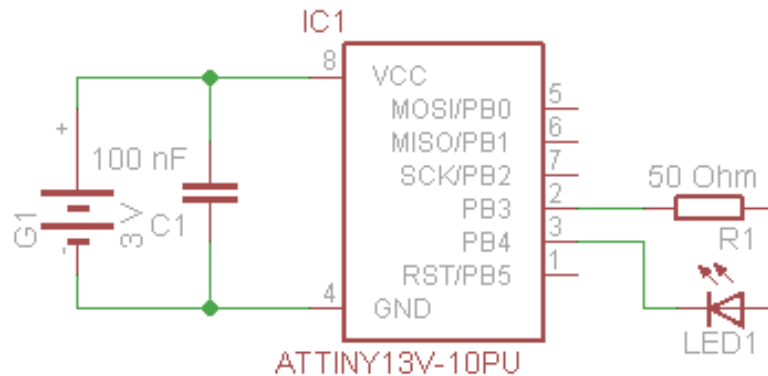 IC1
8
VCC
MOSI/PB0
5
MISO/PB1
6
SCK/PB2
7
PB3
2
PB4
3
RST/PB5
1
4
GND
ATTINY13V-10PU
+
-
G1
3 V
100 nF
C1
50 Ohm
R1
LED1